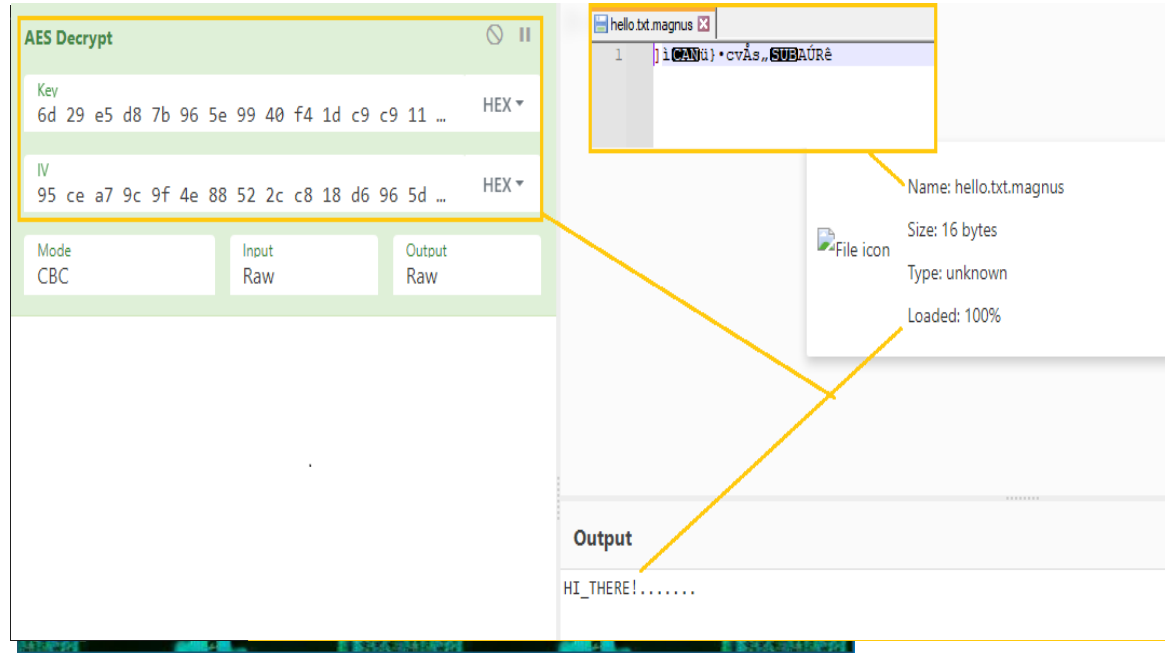 AES Decrypt
Key
6d 29 e5 d8 7b 96 5e 99 40 f4 1d c9 c9 11 …
HEX
IV
95 ce a7 9c 9f 4e 88 52 2c c8 18 d6 96 5d …
HEX
Mode
CBC
Input
Raw
Output
Raw
hello.txt.magnus
1 ]ìCANü}•cvÅs„SUBAÚRê
File icon
Name: hello.txt.magnus
Size: 16 bytes
Type: unknown
Loaded: 100%
Output
HI_THERE!.......